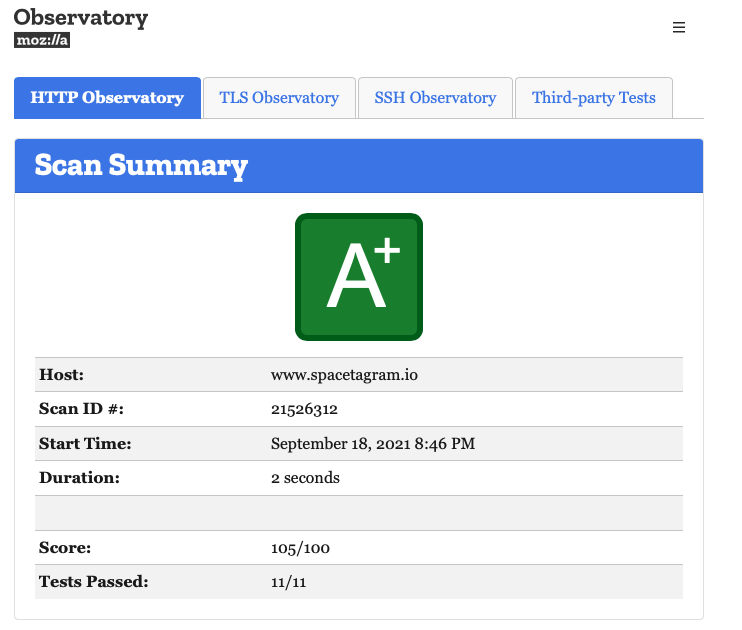 Observatory
moz://a
HTTP Observatory TLS Observatory SSH Observatory Third-party Tests
Scan Summary
A+
Host: www.spacetagram.io
Scan ID #: 21526312
Start Time: September 18, 2021 8:46 PM
Duration: 2 seconds
Score: 105/100
Tests Passed: 11/11